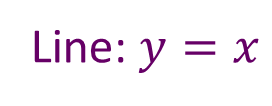 Line: y = x